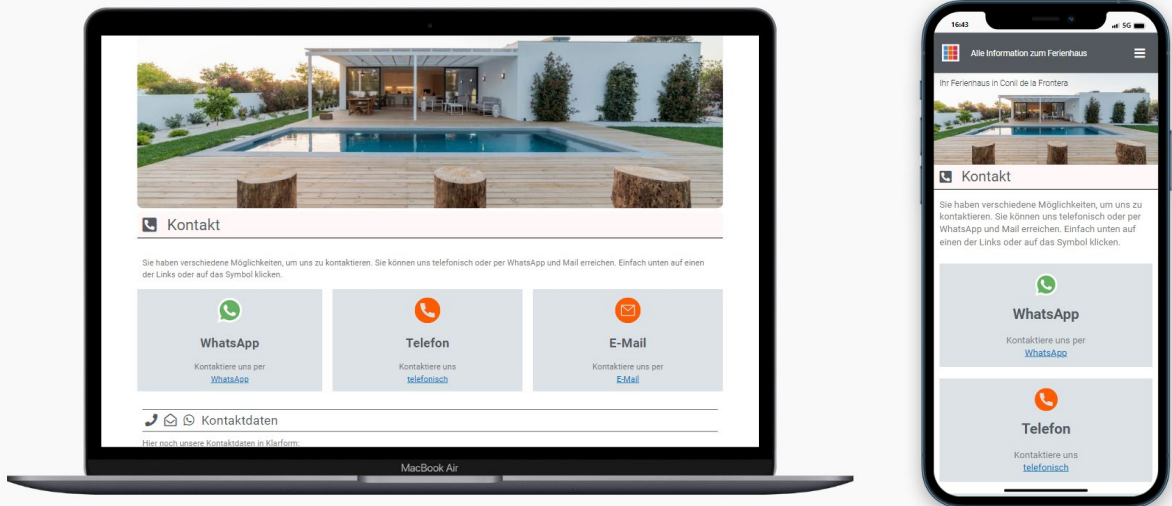 Kontakt
Sie haben verschiedene Möglichkeiten, um uns zu kontaktieren. Sie können uns telefonisch oder per WhatsApp und Mail erreichen. Einfach unten auf einen
der Links oder auf das Symbol klicken.
WhatsApp
Kontaktiere uns per
WhatsApp
Telefon
Kontaktiere uns
telefonisch
E-Mail
Kontaktiere uns per
E-Mail
Kontaktdaten
Hier noch unsere Kontaktdaten in Klarform:
MacBook Air
16:43
5G
Alle Information zum Ferienhaus
Ihr Ferienhaus in Conil de la Frontera
Kontakt
Sie haben verschiedene Möglichkeiten, um uns zu
kontaktieren. Sie können uns telefonisch oder per
WhatsApp und Mail erreichen. Einfach unten auf
einen der Links oder auf das Symbol klicken.
WhatsApp
Kontaktiere uns per
WhatsApp
Telefon
Kontaktiere uns
telefonisch